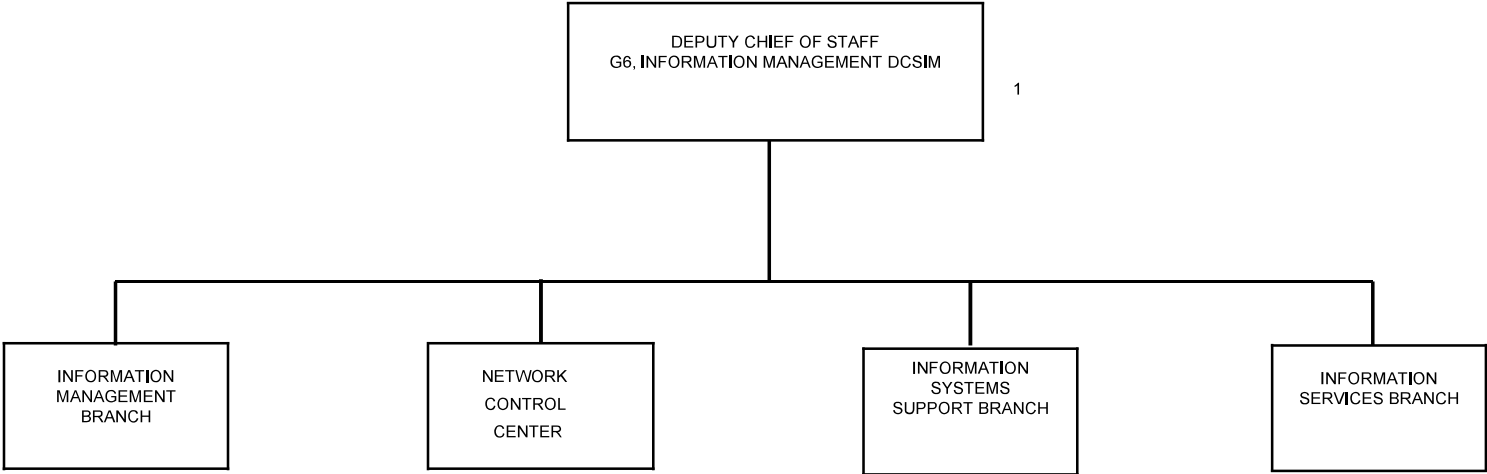 DEPUTY CHIEF OF STAFF
G6, INFORMATION MANAGEMENT DCSIM
1
INFORMATION
MANAGEMENT
BRANCH
NETWORK
CONTROL
CENTER
INFORMATION
SYSTEMS
SUPPORT BRANCH
INFORMATION
SERVICES BRANCH